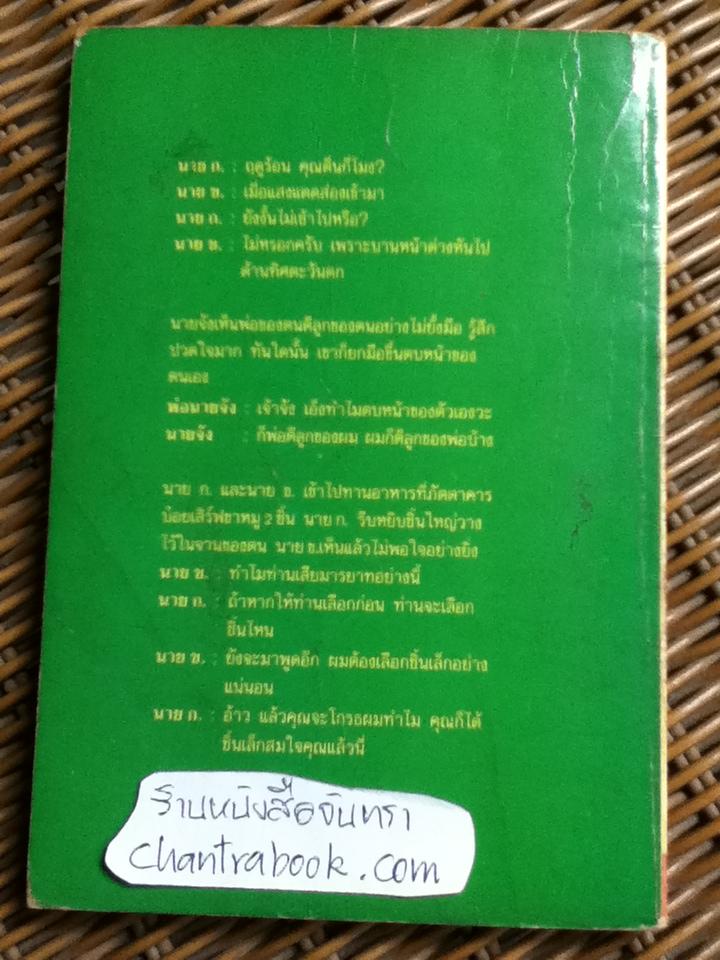 นาย ก. : ฤดูร้อน คุณตื่นกี่โมง?
นาย ข. : เมื่อแสงแดดส่องเข้ามา
นาย ก. : ยังงั้นไม่เช้าไปหรือ?
นาย ข. : ไม่หรอกครับ เพราะบานหน้าต่างหันไป
ด้านทิศตะวันตก
นายจังเห็นพ่อของตนตีลูกของตนอย่างไม่ยั้งมือ รู้สึก
ปวดใจมาก ทันใดนั้น เขาก็ยกมือขึ้นตบหน้าของ
ตนเอง
พ่อนายจัง : เจ้าจัง เอ็งทำไมตบหน้าของตัวเองวะ
นายจัง : ก็พ่อตีลูกของผม ผมก็ตีลูกของพ่อบ้าง
นาย ก. และนาย ข. เข้าไปทานอาหารที่ภัตตาคาร
บ๋อยเสิร์ฟขาหมู 2 ชิ้น นาย ก. รีบหยิบชิ้นใหญ่วาง
ไว้ในจานของตน นาย ข.เห็นแล้วไม่พอใจอย่างยิ่ง
นาย ข. : ทำไมท่านเสียมารยาทอย่างนี้
นาย ก. : ถ้าหากให้ท่านเลือกก่อน ท่านจะเลือก
ชิ้นไหน
นาย ข. : ยังจะมาพูดอีก ผมต้องเลือกชิ้นเล็กอย่าง
แน่นอน
นาย ก. : อ้าว แล้วคุณจะโกรธผมทำไม คุณก็ได้
ชิ้นเล็กสมใจคุณแล้วนี่
ร้านหนังสือจันทรา
chantrabook.com